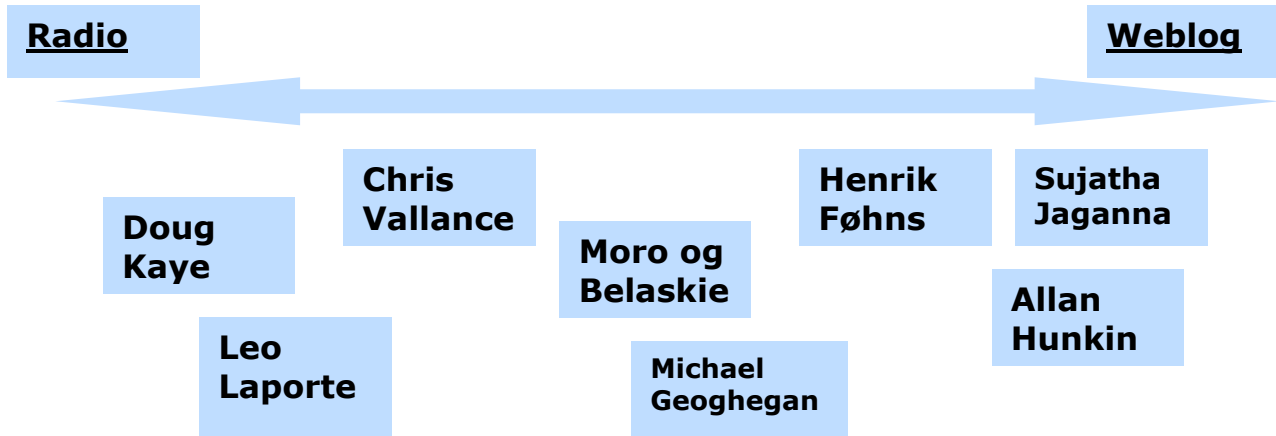 Radio
Weblog
Chris
Vallance
Henrik
Føhns
Sujatha
Jaganna
Doug
Kaye
Moro og
Belaskie
Allan
Hunkin
Leo
Laporte
Michael
Geoghegan